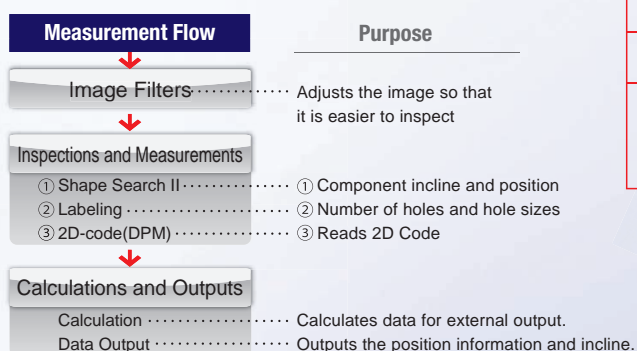 Measurement Flow Purpose
Image Filters Adjusts the image so that
it is easier to inspect
Inspections and Measurements
① Shape Search II ① Component incline and position
② Labeling ② Number of holes and hole sizes
③ 2D-code(DPM) ③ Reads 2D Code
Calculations and Outputs
Calculation Calculates data for external output.
Data Output Outputs the position information and incline.